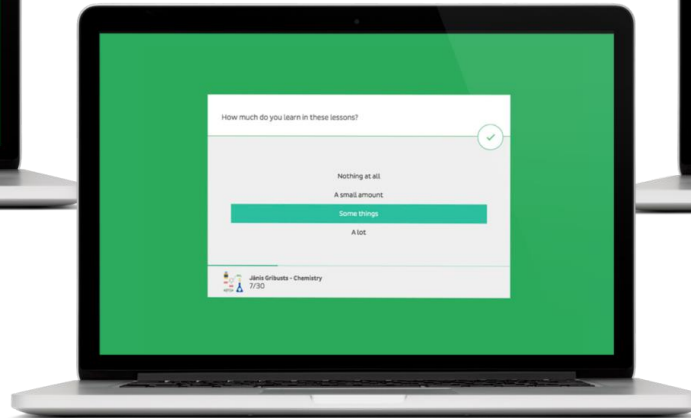 How much do you learn in these lessons?
Nothing at all
A small amount
Some things
A lot
Jānis Gribusts - Chemistry
7/30